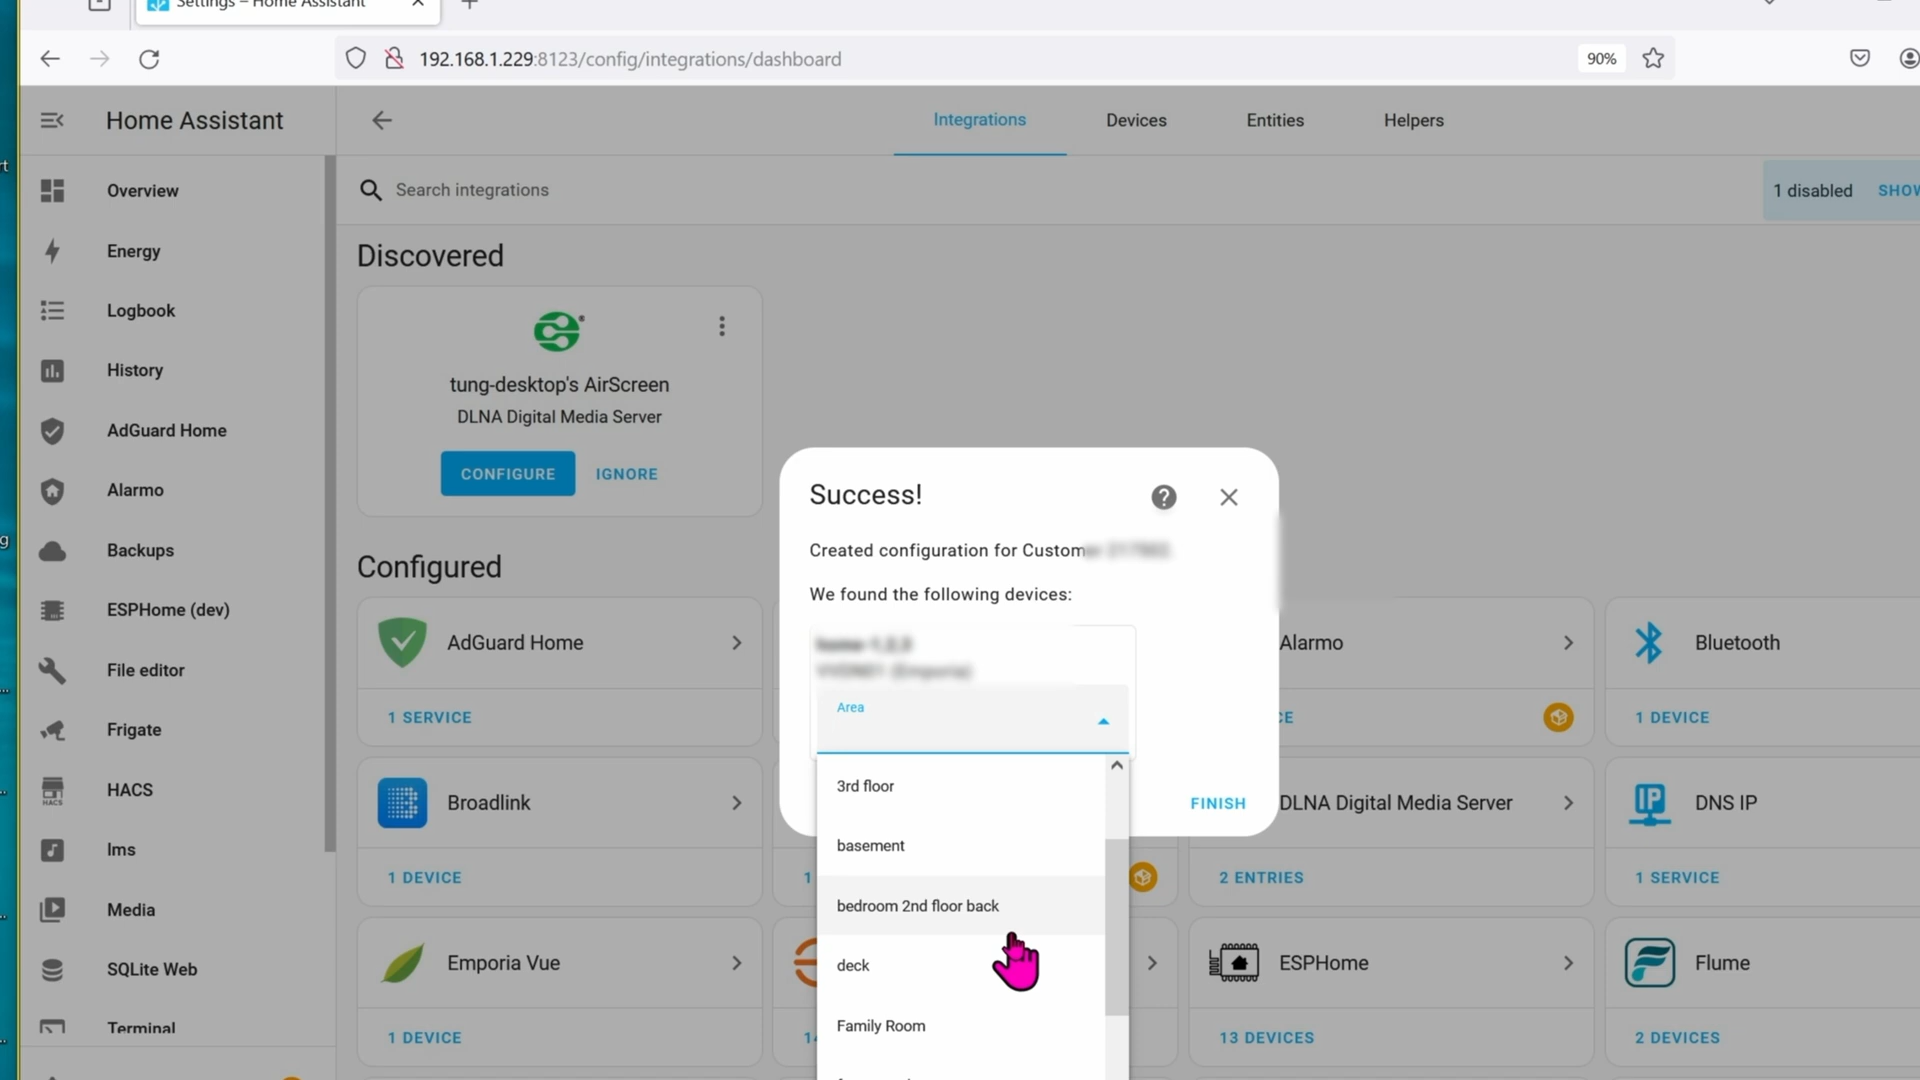 Settings – Home Assistant
192.168.1.229:8123/config/integrations/dashboard
90%
Home Assistant
Integrations
Devices
Entities
Helpers
rt
Overview
Search integrations
1 disabled
SHOW
Energy
Discovered
Logbook
History
tung-desktop's AirScreen
DLNA Digital Media Server
AdGuard Home
CONFIGURE
IGNORE
Alarmo
Success!
g
Backups
Created configuration for Custom
Configured
We found the following devices:
ESPHome (dev)
AdGuard Home
Alarmo
Bluetooth
File editor
Area
1 SERVICE
CE
1 DEVICE
Frigate
HACS
HACS
3rd floor
Broadlink
FINISH
DLNA Digital Media Server
IP
DNS IP
lms
basement
1 DEVICE
1
2 ENTRIES
1 SERVICE
Media
bedroom 2nd floor back
SQLite Web
Emporia Vue
deck
ESPHome
Flume
Terminal
Family Room
1 DEVICE
14
13 DEVICES
2 DEVICES